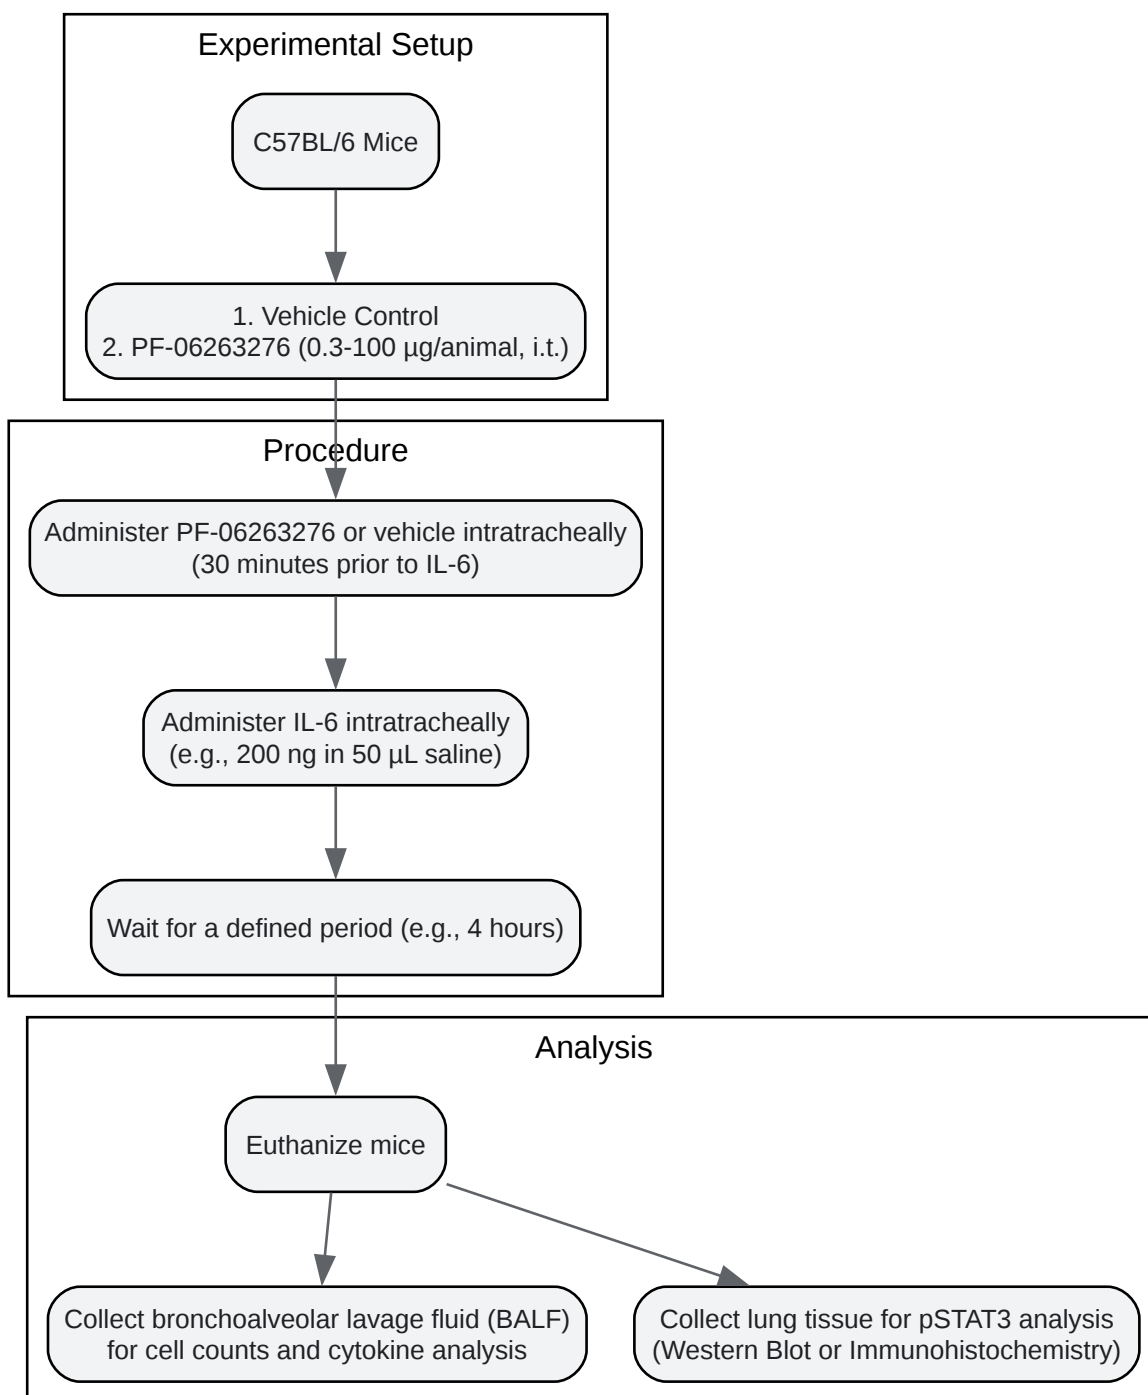 Experimental Setup
C57BL/6 Mice
1. Vehicle Control
2. PF-06263276 (0.3-100 µg/animal, i.t.)
Procedure
Administer PF-06263276 or vehicle intratracheally
(30 minutes prior to IL-6)
Administer IL-6 intratracheally
(e.g., 200 ng in 50 µL saline)
Wait for a defined period (e.g., 4 hours)
Analysis
Euthanize mice
Collect bronchoalveolar lavage fluid (BALF)
for cell counts and cytokine analysis
Collect lung tissue for pSTAT3 analysis
(Western Blot or Immunohistochemistry)